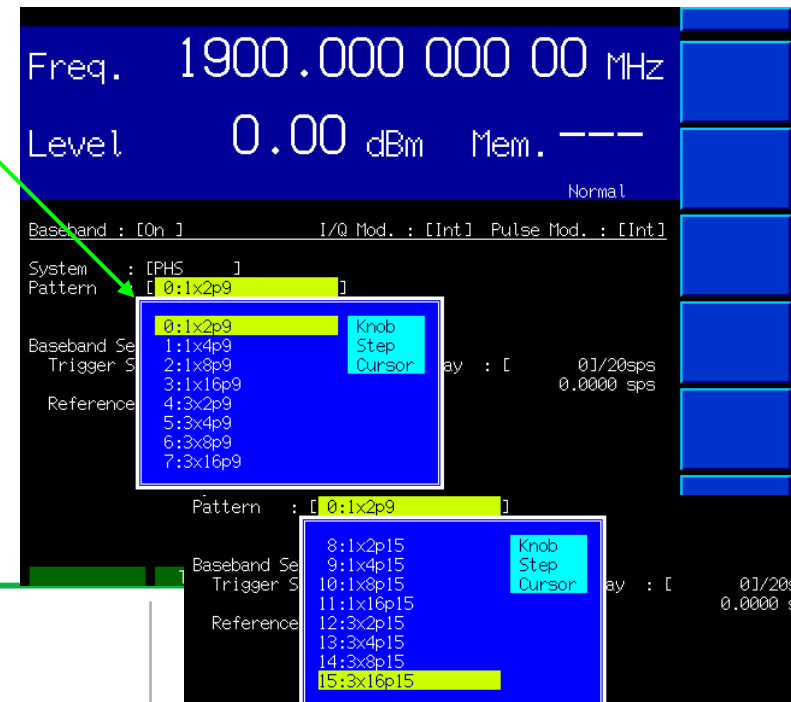 Freq. 1900.000 000 00 MHz
Level 0.00 dBm Mem. ---
Normal
Baseband : [On ] I/Q Mod. : [Int] Pulse Mod. : [Int]
System : [PHS ]
Pattern : [ 0:1x2p9 ]
0:1x2p9 Knob
Baseband Se 1:1x4p9 Step
Trigger S 2:1x8p9 Cursor ay : [ 0]/20sps
3:1x16p9 0.0000 sps
Reference 4:3x2p9
5:3x4p9
6:3x8p9
7:3x16p9
Pattern : [ 0:1x2p9 ]
8:1x2p15 Knob
Baseband Se 9:1x4p15 Step
Trigger S 10:1x8p15 Cursor ay : [ 0]/20s
11:1x16p15 0.0000 s
Reference 12:3x2p15
13:3x4p15
14:3x8p15
15:3x16p15